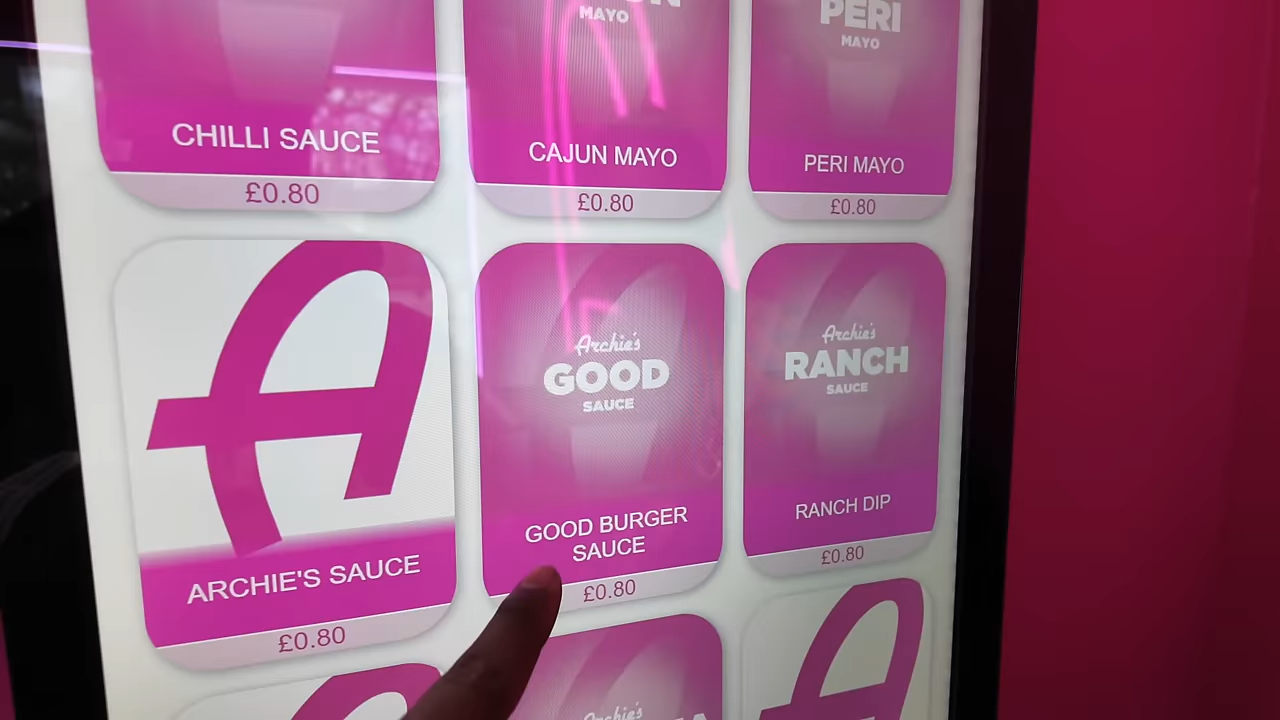 MAYO
PERI
MAYO
CHILLI SAUCE
CAJUN MAYO
PERI MAYO
£0.80
£0.80
£0.80
A
Archie's
GOOD
SAUCE
Archie's
RANCH
SAUCE
ARCHIE'S SAUCE
GOOD BURGER
SAUCE
RANCH DIP
£0.80
£0.80
£0.80
Archie's